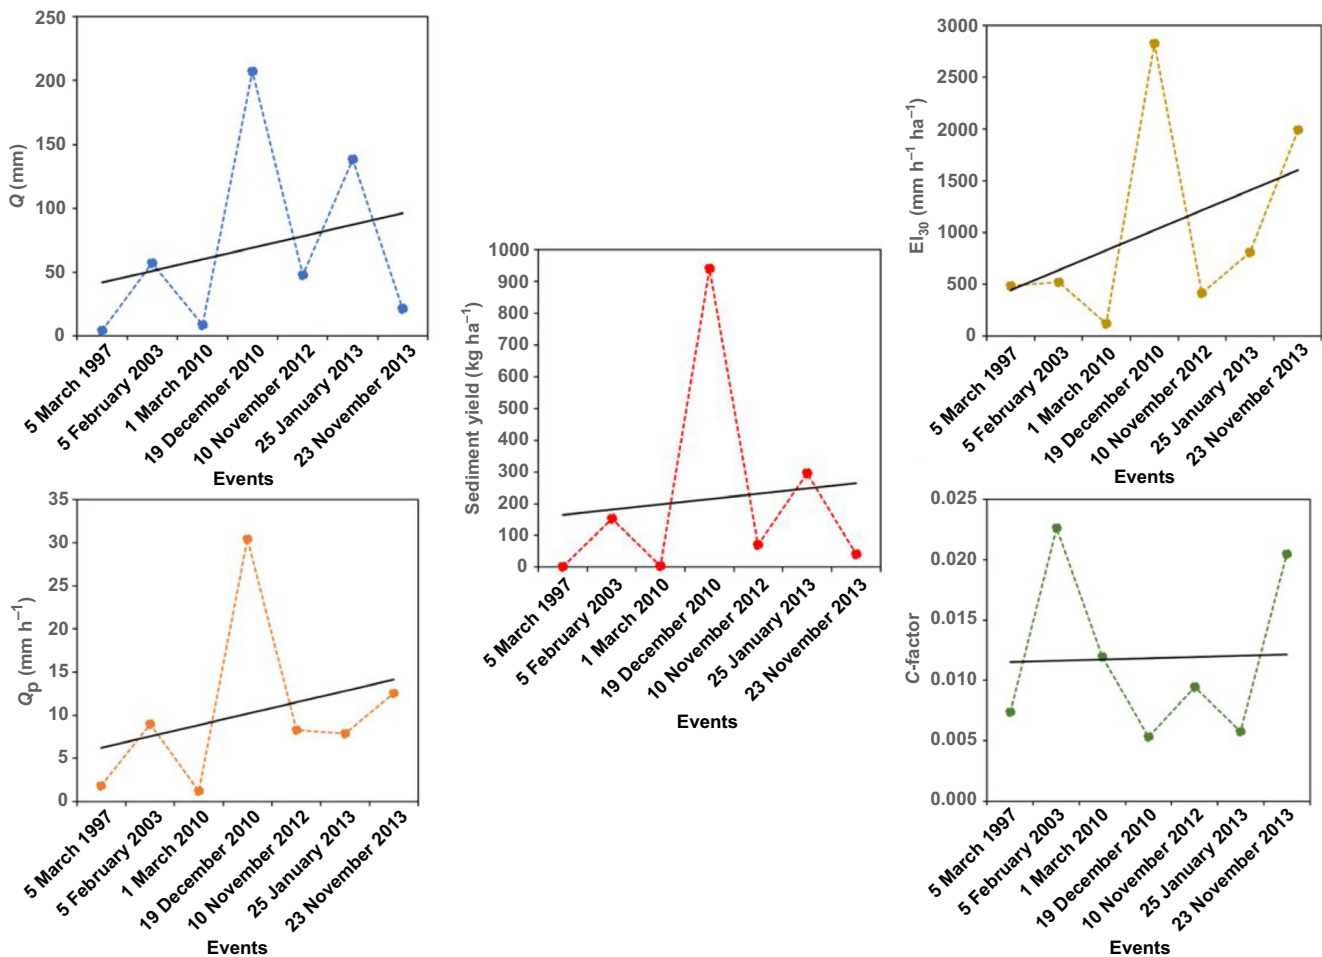 250
200
150
100
50
0
Q (mm)
5 March 1997
5 February 2003
1 March 2010
19 December 2010
10 November 2012
25 January 2013
23 November 2013
Events
35
30
25
20
15
10
5
0
Qp (mm h⁻¹)
5 March 1997
5 February 2003
1 March 2010
19 December 2010
10 November 2012
25 January 2013
23 November 2013
Events
1000
900
800
700
600
500
400
300
200
100
0
Sediment yield (kg ha⁻¹)
5 March 1997
5 February 2003
1 March 2010
19 December 2010
10 November 2012
25 January 2013
23 November 2013
Events
3000
2500
2000
1500
1000
500
0
EI₃₀ (mm h⁻¹ ha⁻¹)
5 March 1997
5 February 2003
1 March 2010
19 December 2010
10 November 2012
25 January 2013
23 November 2013
Events
0.025
0.020
0.015
0.010
0.005
0.000
C-factor
5 March 1997
5 February 2003
1 March 2010
19 December 2010
10 November 2012
25 January 2013
23 November 2013
Events